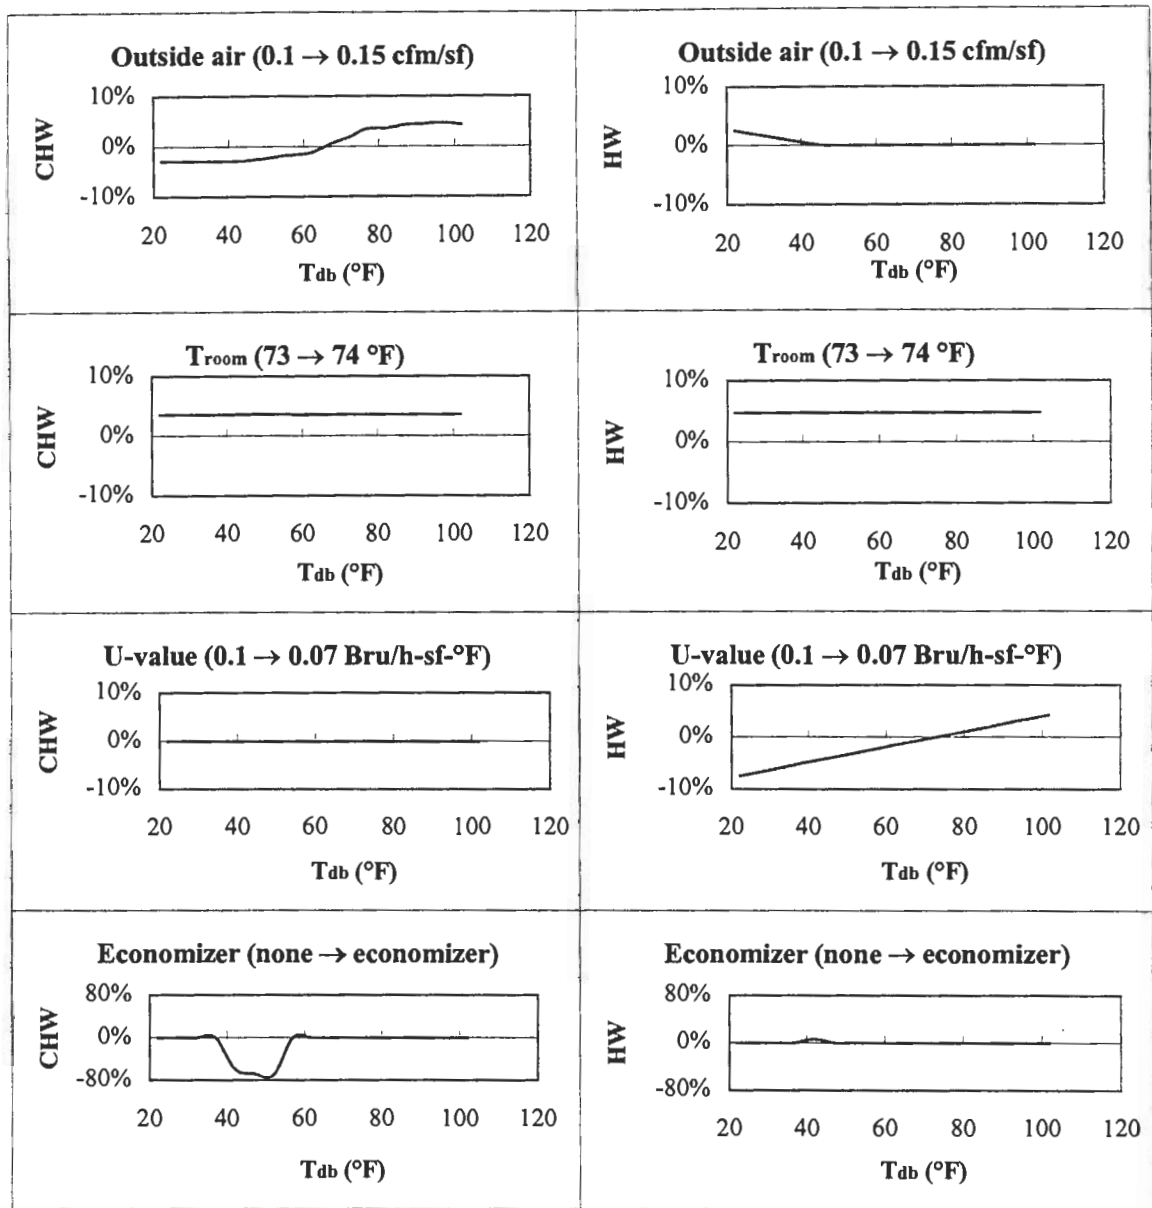 Outside air (0.1 → 0.15 cfm/sf)
10%
0%
-10%
CHW
20 40 60 80 100 120
Tdb (°F)
Outside air (0.1 → 0.15 cfm/sf)
10%
0%
-10%
HW
20 40 60 80 100 120
Tdb (°F)
Troom (73 → 74 °F)
10%
0%
-10%
CHW
20 40 60 80 100 120
Tdb (°F)
Troom (73 → 74 °F)
10%
0%
-10%
HW
20 40 60 80 100 120
Tdb (°F)
U-value (0.1 → 0.07 Bru/h-sf-°F)
10%
0%
-10%
CHW
20 40 60 80 100 120
Tdb (°F)
U-value (0.1 → 0.07 Bru/h-sf-°F)
10%
0%
-10%
HW
20 40 60 80 100 120
Tdb (°F)
Economizer (none → economizer)
80%
0%
-80%
CHW
20 40 60 80 100 120
Tdb (°F)
Economizer (none → economizer)
80%
0%
-80%
HW
20 40 60 80 100 120
Tdb (°F)